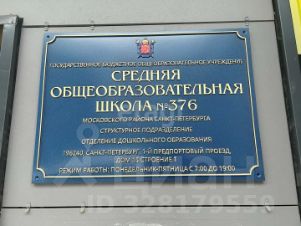 ГОСУДАРСТВЕННОЕ БЮДЖЕТНОЕ ОБЩЕОБРАЗОВАТЕЛЬНОЕ УЧРЕЖДЕНИЕ
СРЕДНЯЯ
ОБЩЕОБРАЗОВАТЕЛЬНАЯ
ШКОЛА №376
МОСКОВСКОГО РАЙОНА САНКТ-ПЕТЕРБУРГА
СТРУКТУРНОЕ ПОДРАЗДЕЛЕНИЕ
ОТДЕЛЕНИЕ ДОШКОЛЬНОГО ОБРАЗОВАНИЯ
196240, САНКТ-ПЕТЕРБУРГ, 1-Й ПРЕДПОРТОВЫЙ ПРОЕЗД,
ДОМ 11 СТРОЕНИЕ 1
РЕЖИМ РАБОТЫ: ПОНЕДЕЛЬНИК-ПЯТНИЦА С 7:00 ДО 19:00